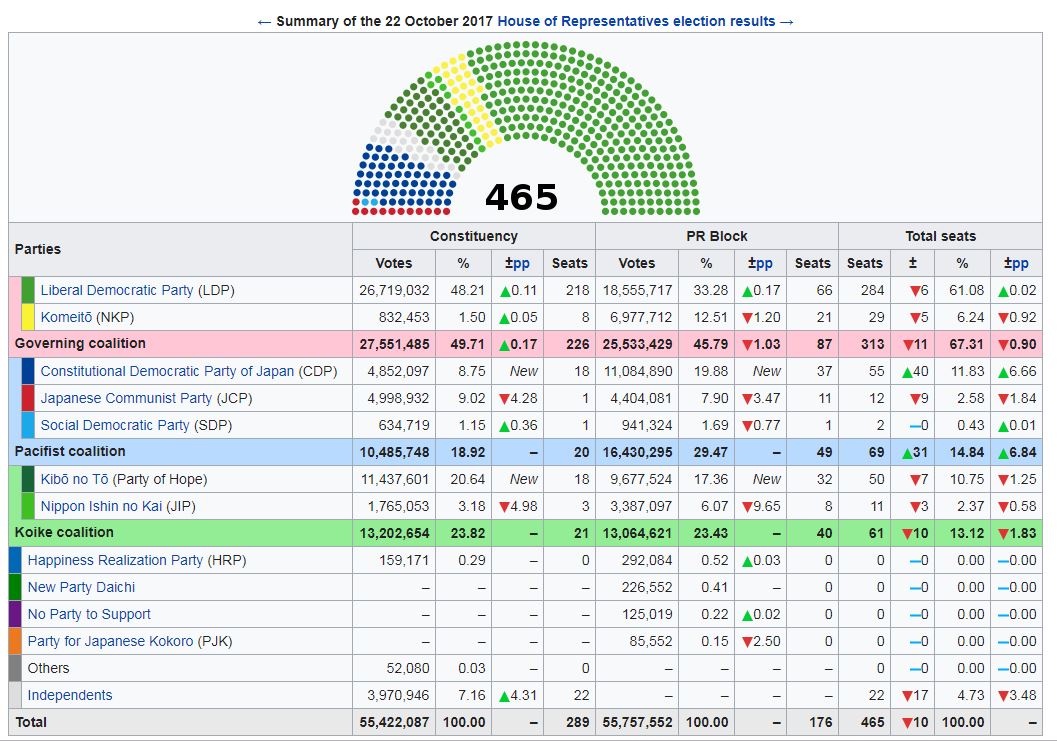 ← Summary of the 22 October 2017 House of Representatives election results →
465
Parties Constituency PR Block Total seats
Votes % ±pp Seats Votes % ±pp Seats Seats ± % ±pp
Liberal Democratic Party (LDP) 26,719,032 48.21 ▲0.11 218 18,555,717 33.28 ▲0.17 66 284 ▼6 61.08 ▲0.02
Komeitō (NKP) 832,453 1.50 ▲0.05 8 6,977,712 12.51 ▼1.20 21 29 ▼5 6.24 ▼0.92
Governing coalition 27,551,485 49.71 ▲0.17 226 25,533,429 45.79 ▼1.03 87 313 ▼11 67.31 ▼0.90
Constitutional Democratic Party of Japan (CDP) 4,852,097 8.75 New 18 11,084,890 19.88 New 37 55 ▲40 11.83 ▲6.66
Japanese Communist Party (JCP) 4,998,932 9.02 ▼4.28 1 4,404,081 7.90 ▼3.47 11 12 ▼9 2.58 ▼1.84
Social Democratic Party (SDP) 634,719 1.15 ▲0.36 1 941,324 1.69 ▼0.77 1 2 −0 0.43 ▲0.01
Pacifist coalition 10,485,748 18.92 – 20 16,430,295 29.47 – 49 69 ▲31 14.84 ▲6.84
Kibō no Tō (Party of Hope) 11,437,601 20.64 New 18 9,677,524 17.36 New 32 50 ▼7 10.75 ▼1.25
Nippon Ishin no Kai (JIP) 1,765,053 3.18 ▼4.98 3 3,387,097 6.07 ▼9.65 8 11 ▼3 2.37 ▼0.58
Koike coalition 13,202,654 23.82 – 21 13,064,621 23.43 – 40 61 ▼10 13.12 ▼1.83
Happiness Realization Party (HRP) 159,171 0.29 – 0 292,084 0.52 ▲0.03 0 0 −0 0.00 −0.00
New Party Daichi – – – – 226,552 0.41 – 0 0 −0 0.00 −0.00
No Party to Support – – – – 125,019 0.22 ▲0.02 0 0 −0 0.00 −0.00
Party for Japanese Kokoro (PJK) – – – – 85,552 0.15 ▼2.50 0 0 −0 0.00 −0.00
Others 52,080 0.03 – 0 – – – – 0 −0 0.00 −0.00
Independents 3,970,946 7.16 ▲4.31 22 – – – – 22 ▼17 4.73 ▼3.48
Total 55,422,087 100.00 – 289 55,757,552 100.00 – 176 465 ▼10 100.00 –